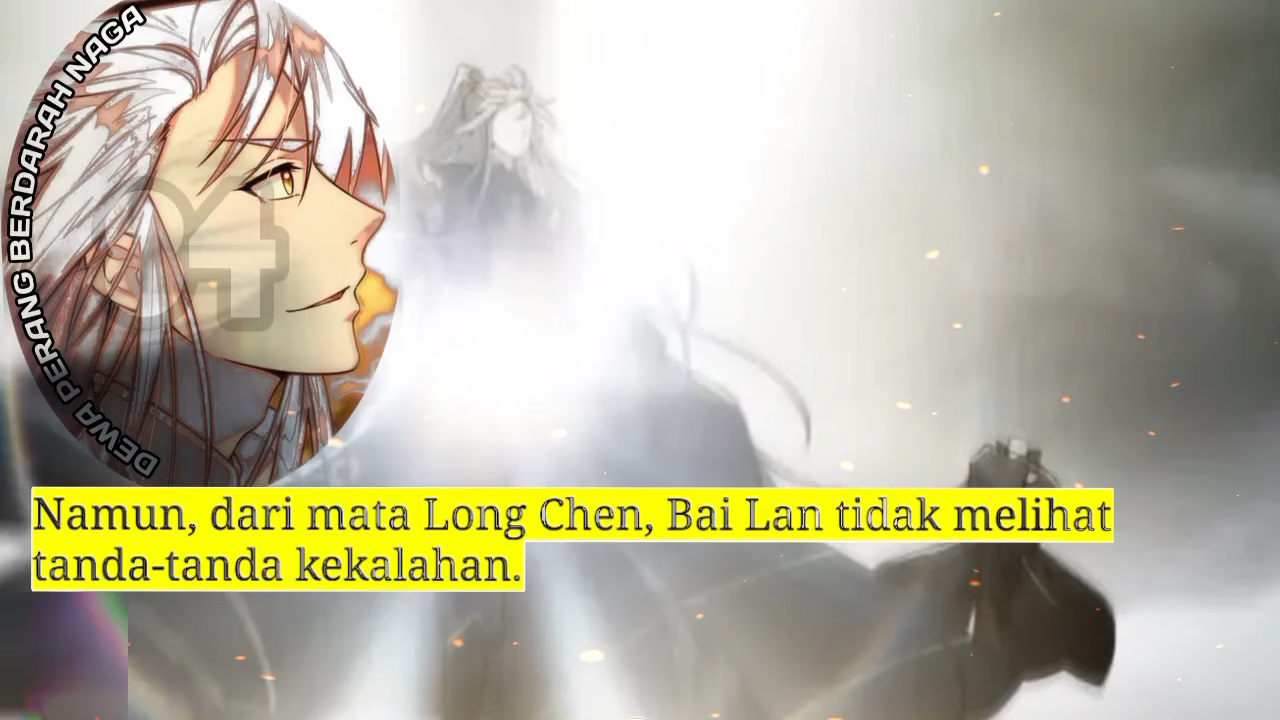 DEWA PERANG BERDARAH NAGA
Namun, dari mata Long Chen, Bai Lan tidak melihat
tanda-tanda kekalahan.